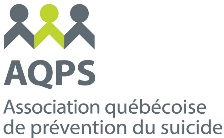 AQPS
Association québécoise
de prévention du suicide